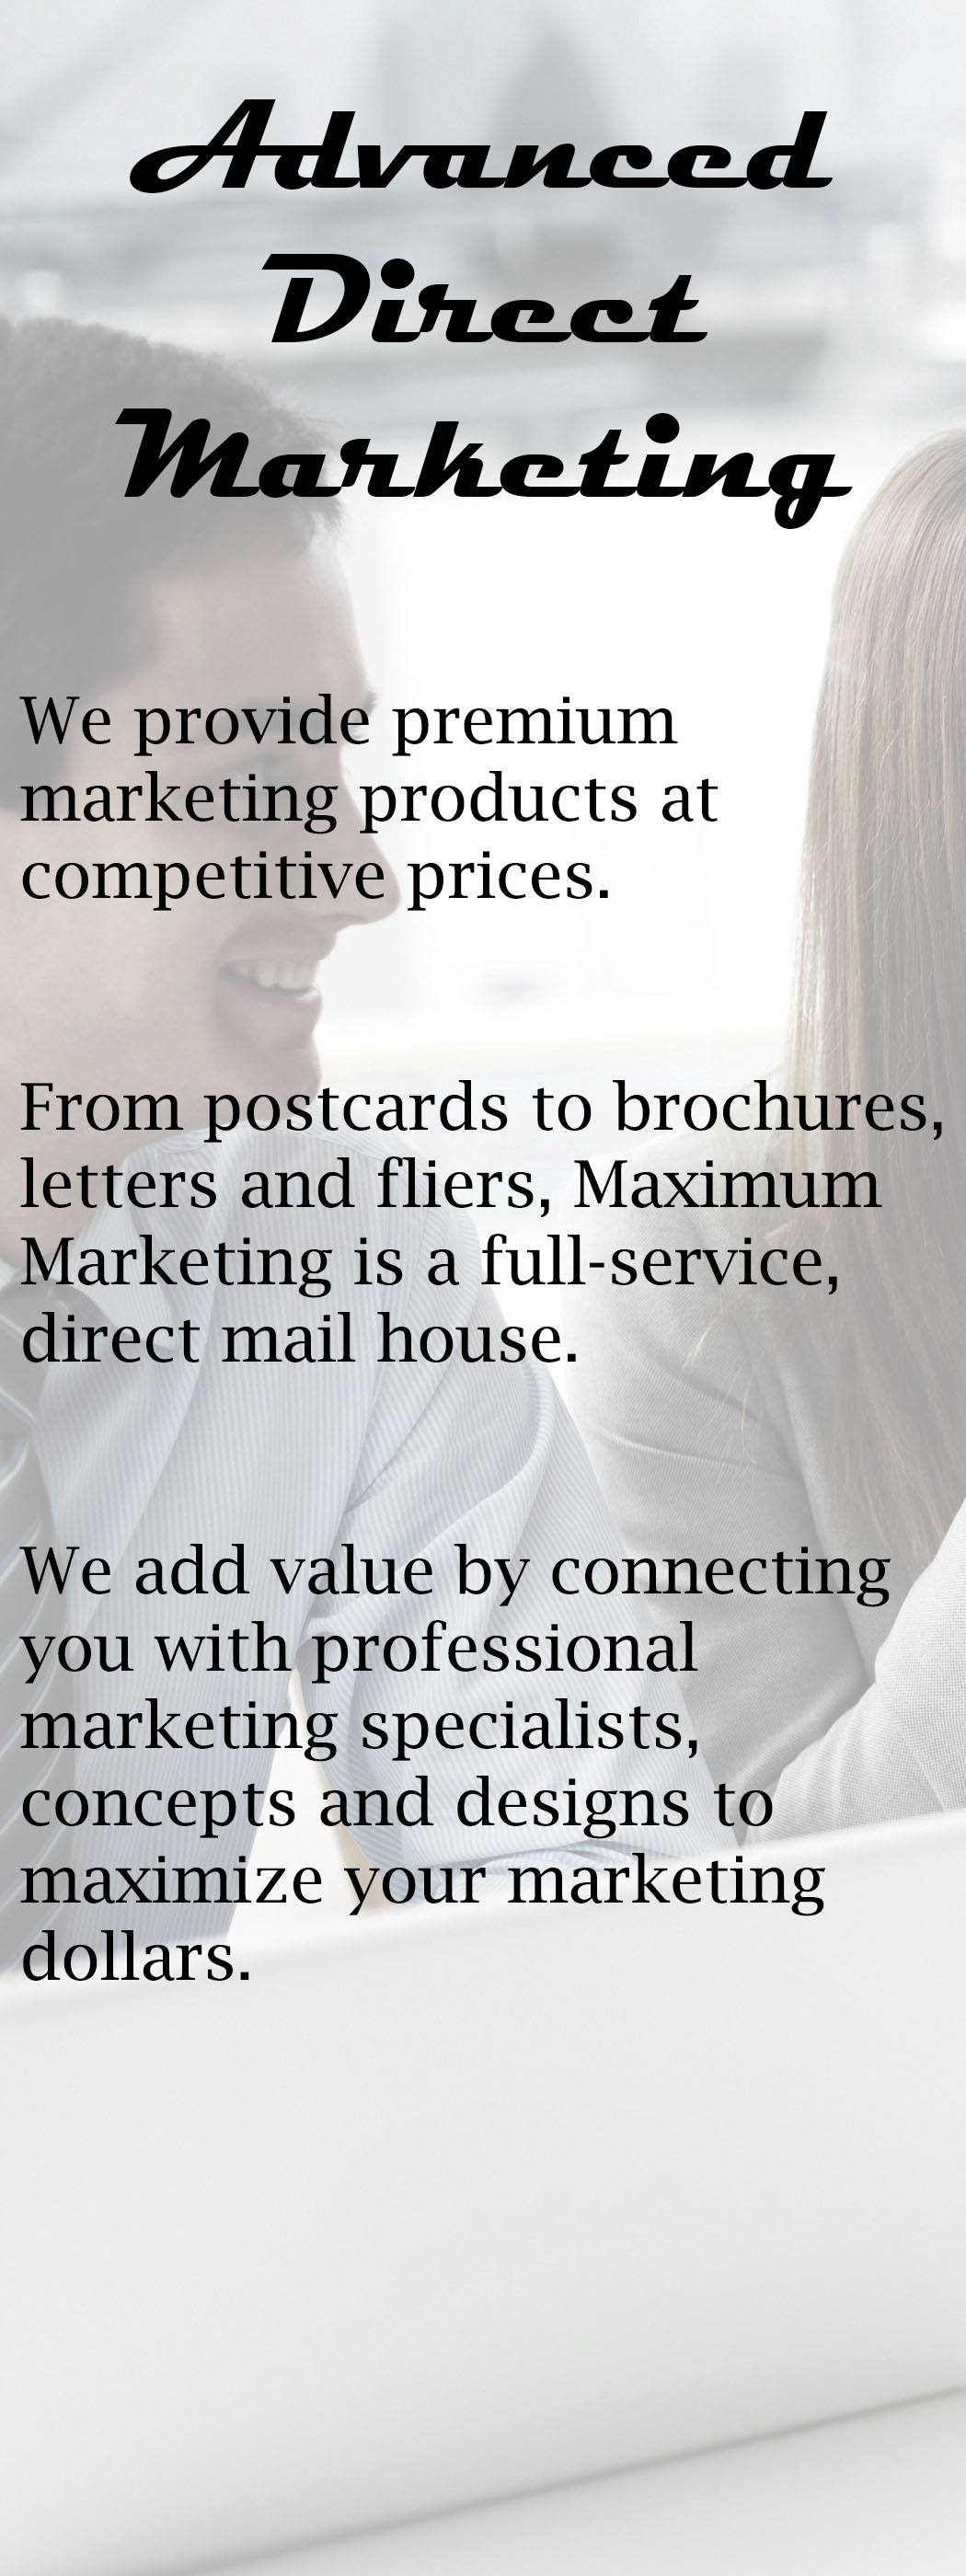 Advanced
Direct
Marketing
We provide premium
marketing products at
competitive prices.
From postcards to brochures,
letters and fliers, Maximum
Marketing is a full-service,
direct mail house.
We add value by connecting
you with professional
marketing specialists,
concepts and designs to
maximize your marketing
dollars.